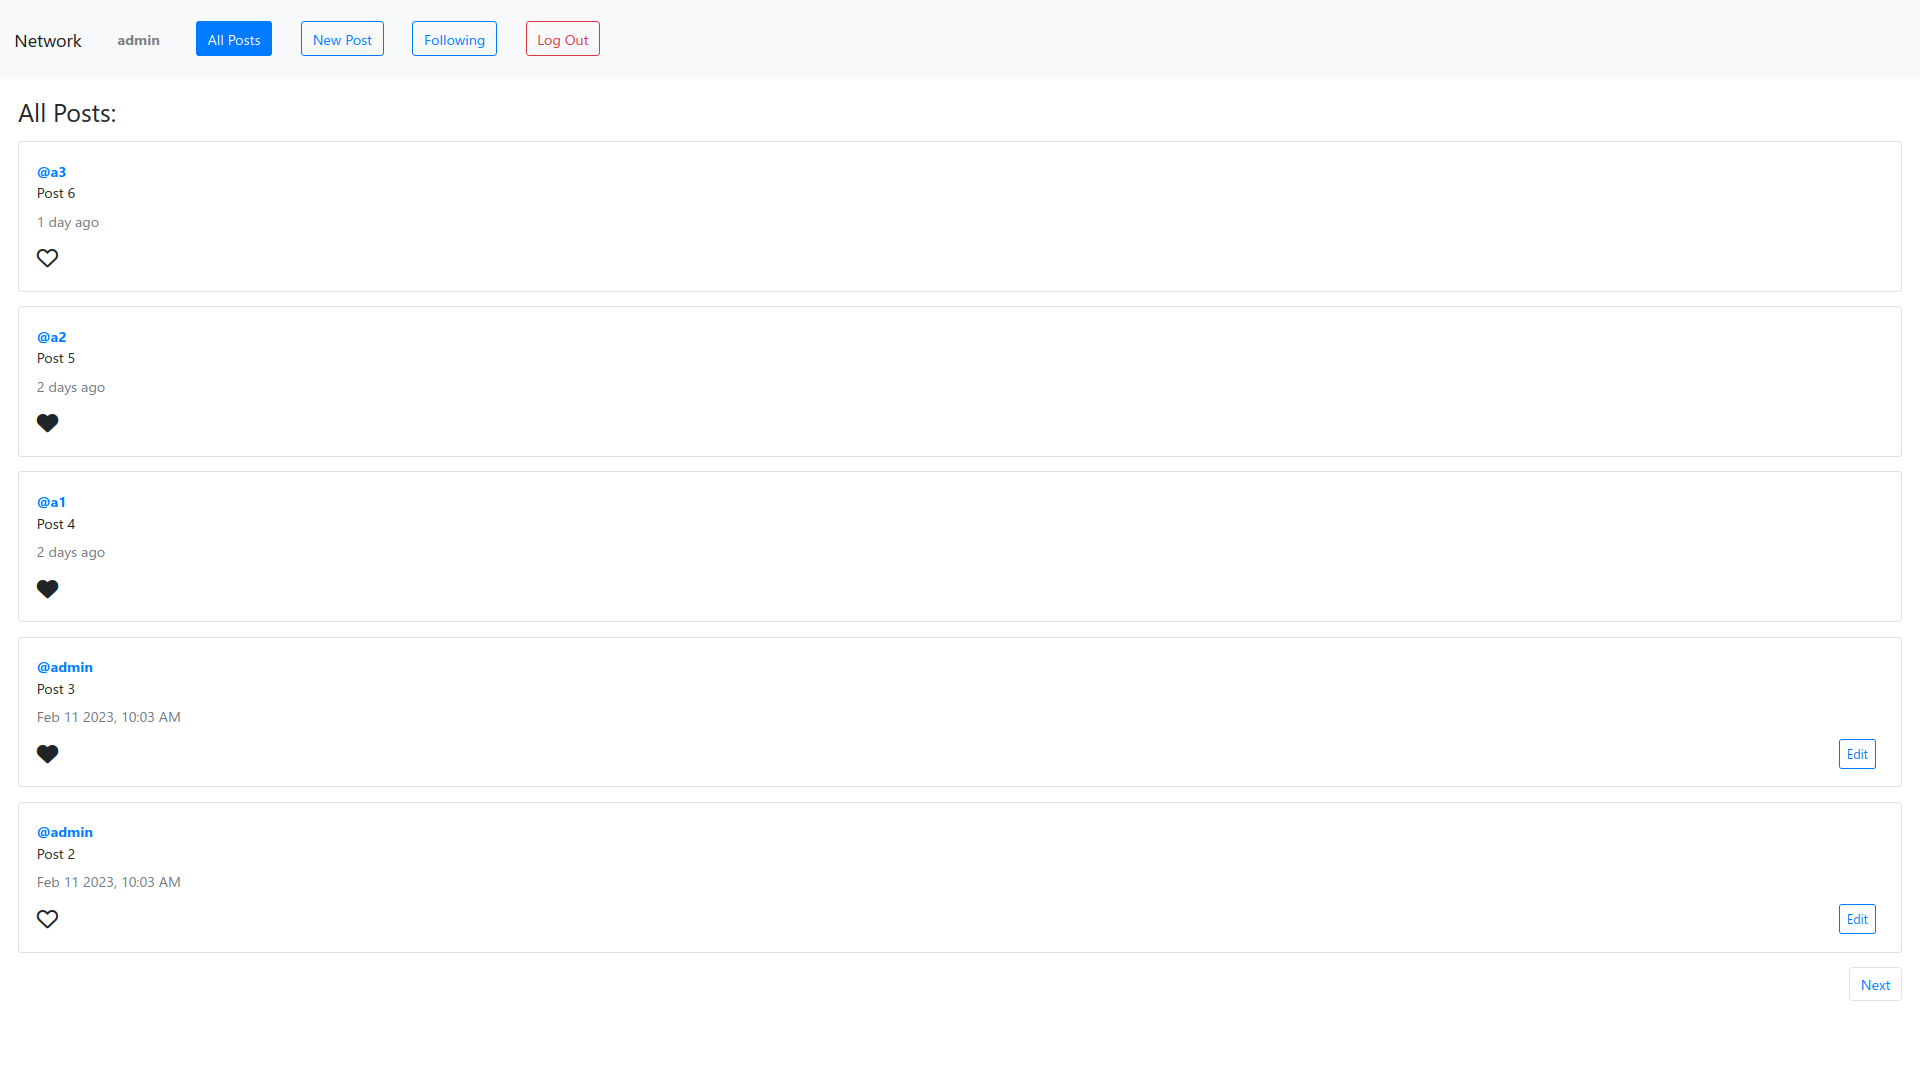 Network admin All Posts New Post Following Log Out
All Posts:
@a3
Post 6
1 day ago
@a2
Post 5
2 days ago
@a1
Post 4
2 days ago
@admin
Post 3
Feb 11 2023, 10:03 AM
Edit
@admin
Post 2
Feb 11 2023, 10:03 AM
Edit
Next